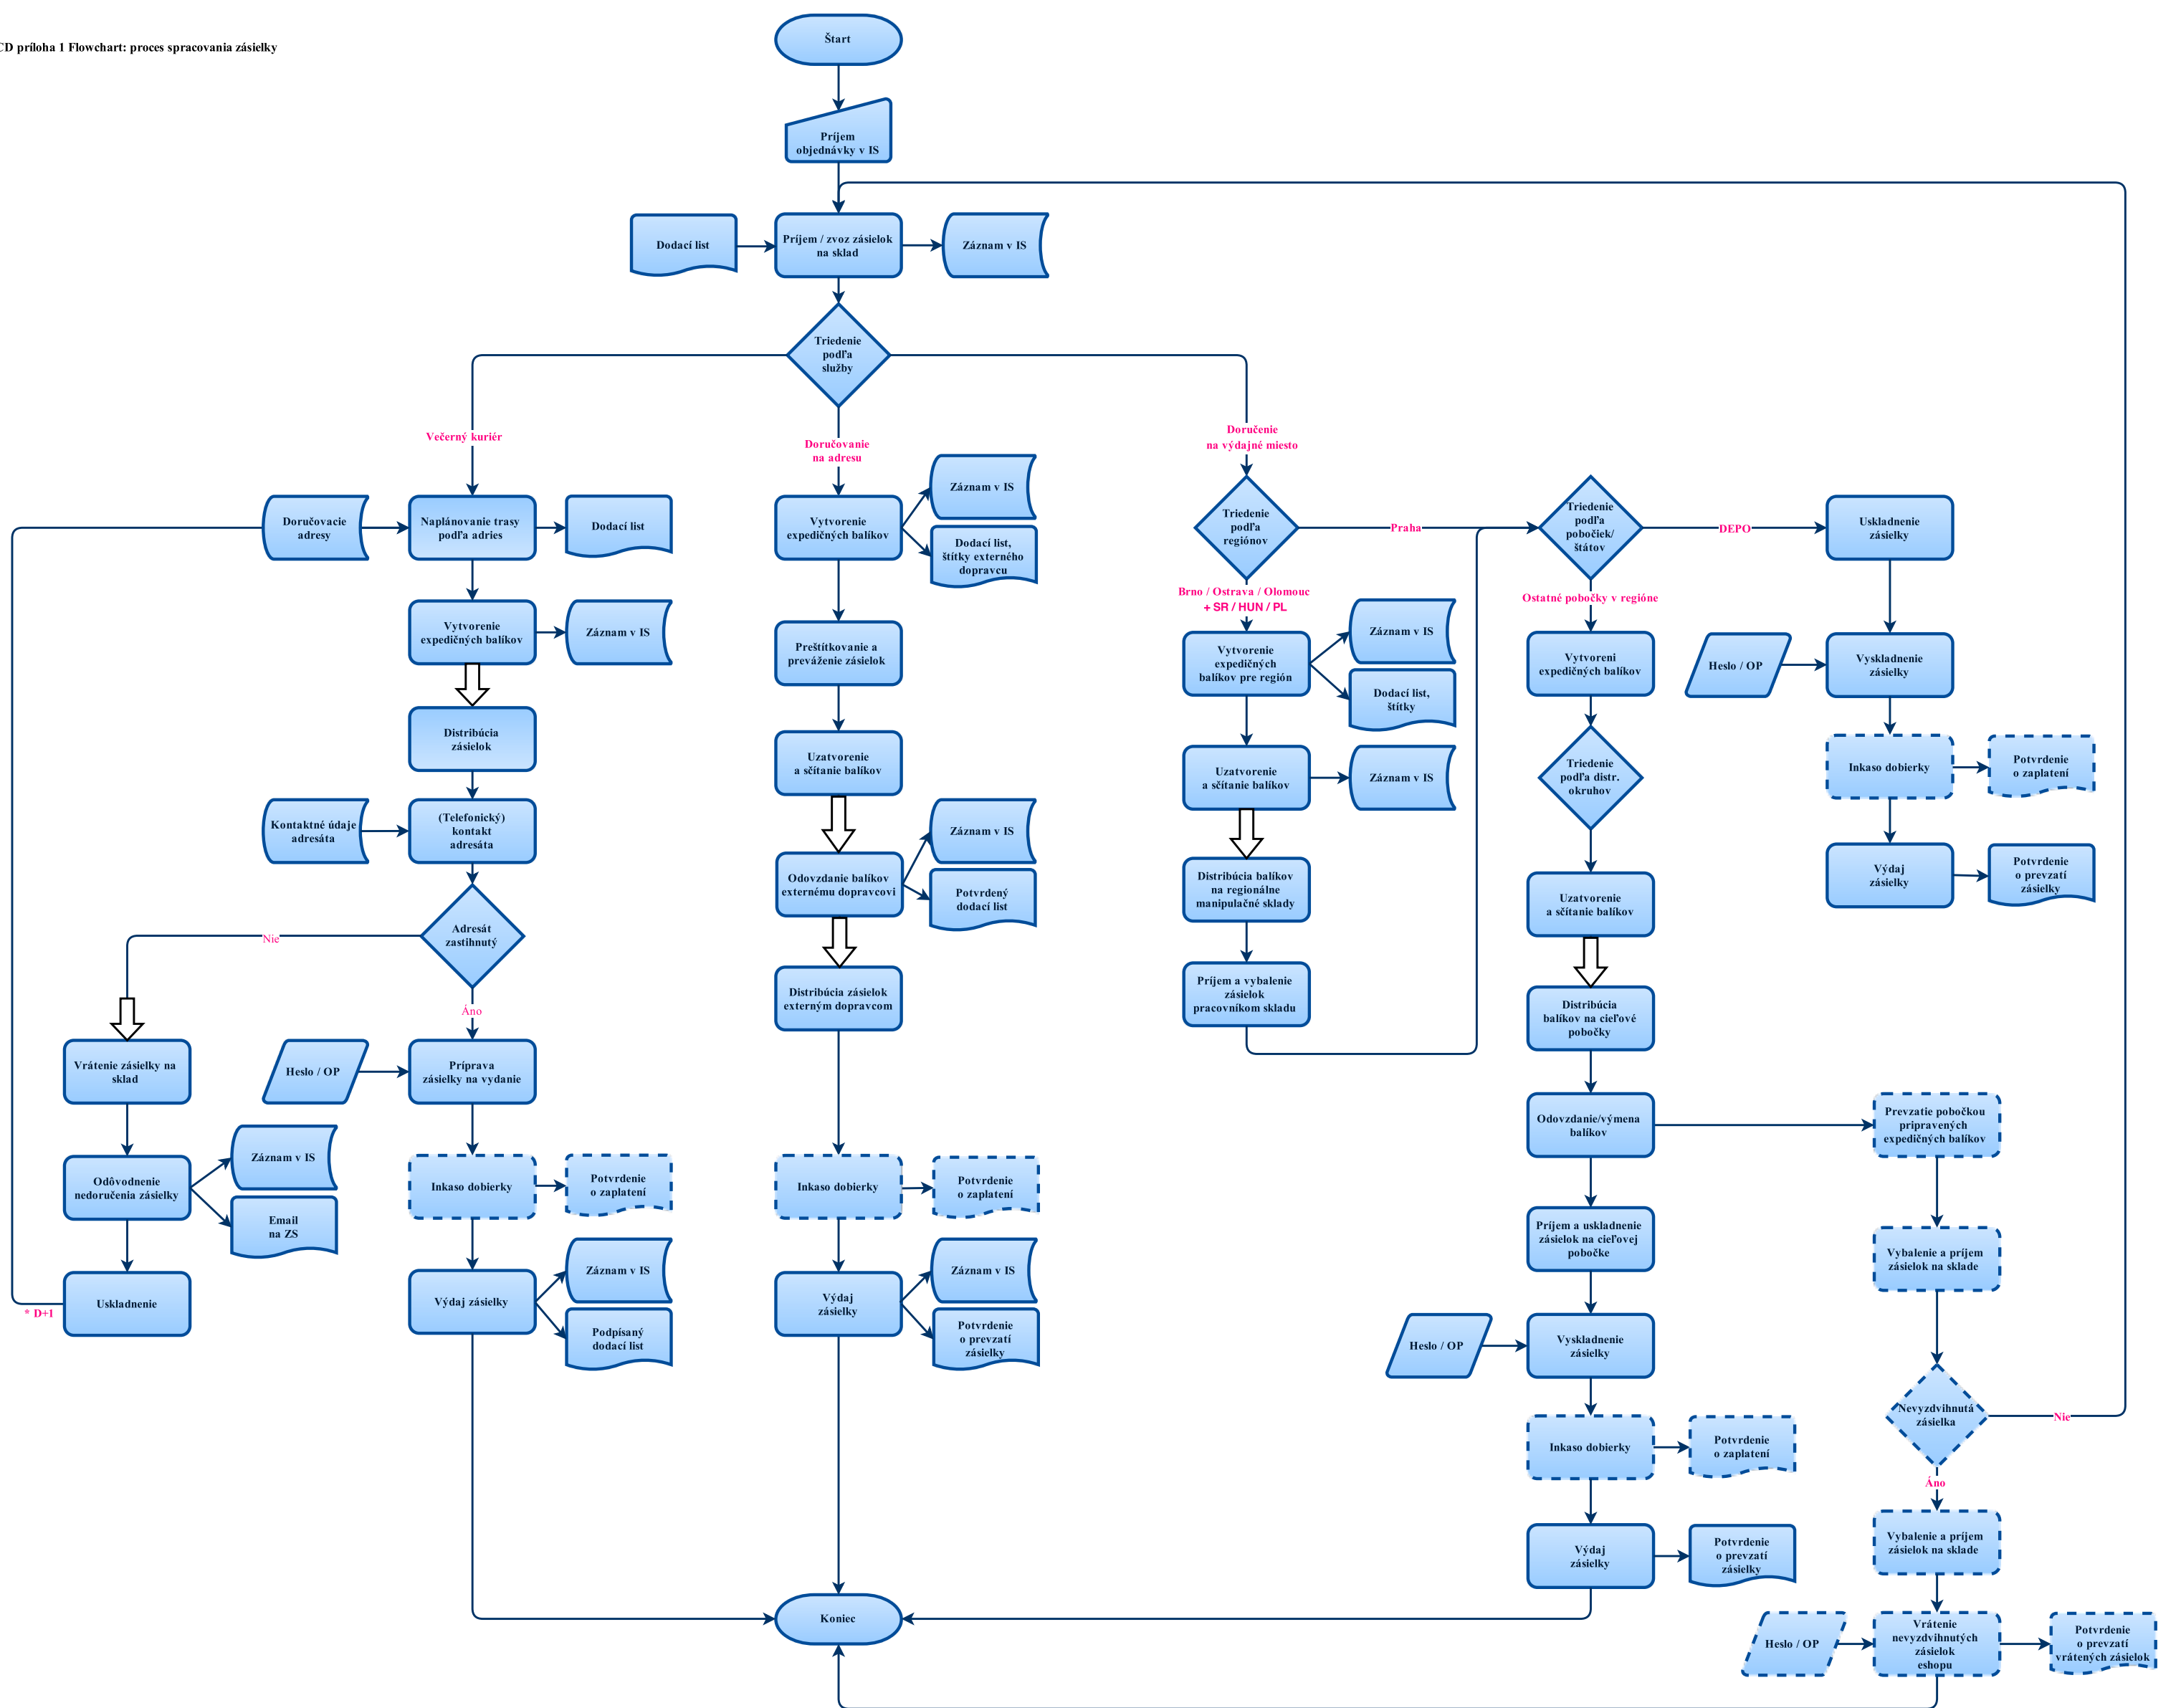 CD príloha 1 Flowchart: proces spracovania zásielky
Štart
Príjem
objednávky v IS
Dodací list
Príjem / zvoz zásielok
na sklad
Záznam v IS
Triedenie
podľa
služby
Večerný kuriér
Doručovanie
na adresu
Doručenie
na výdajné miesto
Doručovacie
adresy
Naplánovanie trasy
podľa adries
Dodací list
Vytvorenie
expedičných balíkov
Záznam v IS
Distribúcia
zásielok
Kontaktné údaje
adresáta
(Telefonický)
kontakt
adresáta
Adresát
zastihnutý
Nie
Áno
Vrátenie zásielky na
sklad
Odôvodnenie
nedoručenia zásielky
Záznam v IS
Email
na ZS
Uskladnenie
* D+1
Heslo / OP
Príprava
zásielky na vydanie
Inkaso dobierky
Potvrdenie
o zaplatení
Výdaj zásielky
Záznam v IS
Podpísaný
dodací list
Vytvorenie
expedičných balíkov
Záznam v IS
Dodací list,
štítky externého
dopravcu
Preštítkovanie a
preváženie zásielok
Uzatvorenie
a sčítanie balíkov
Odovzdanie balíkov
externému dopravcovi
Záznam v IS
Potvrdený
dodací list
Distribúcia zásielok
externým dopravcom
Inkaso dobierky
Potvrdenie
o zaplatení
Výdaj
zásielky
Záznam v IS
Potvrdenie
o prevzatí
zásielky
Koniec
Triedenie
podľa
regiónov
Praha
Brno / Ostrava / Olomouc
+ SR / HUN / PL
Vytvorenie
expedičných
balíkov pre región
Záznam v IS
Dodací list,
štítky
Uzatvorenie
a sčítanie balíkov
Záznam v IS
Distribúcia balíkov
na regionálne
manipulačné sklady
Príjem a vybalenie
zásielok
pracovníkom skladu
Triedenie
podľa
pobočiek/
štátov
DEPO
Ostatné pobočky v regióne
Vytvoreni
expedičných balíkov
Triedenie
podľa distr.
okruhov
Uzatvorenie
a sčítanie balíkov
Distribúcia
balíkov na cieľové
pobočky
Odovzdanie/výmena
balíkov
Príjem a uskladnenie
zásielok na cieľovej
pobočke
Heslo / OP
Vyskladnenie
zásielky
Inkaso dobierky
Potvrdenie
o zaplatení
Výdaj
zásielky
Potvrdenie
o prevzatí
zásielky
Uskladnenie
zásielky
Heslo / OP
Vyskladnenie
zásielky
Inkaso dobierky
Potvrdenie
o zaplatení
Výdaj
zásielky
Potvrdenie
o prevzatí
zásielky
Prevzatie pobočkou
pripravených
expedičných balíkov
Vybalenie a príjem
zásielok na sklade
Nevyzdvihnutá
zásielka
Nie
Áno
Vybalenie a príjem
zásielok na sklade
Heslo / OP
Vrátenie
nevyzdvihnutých
zásielok
eshopu
Potvrdenie
o prevzatí
vrátených zásielok